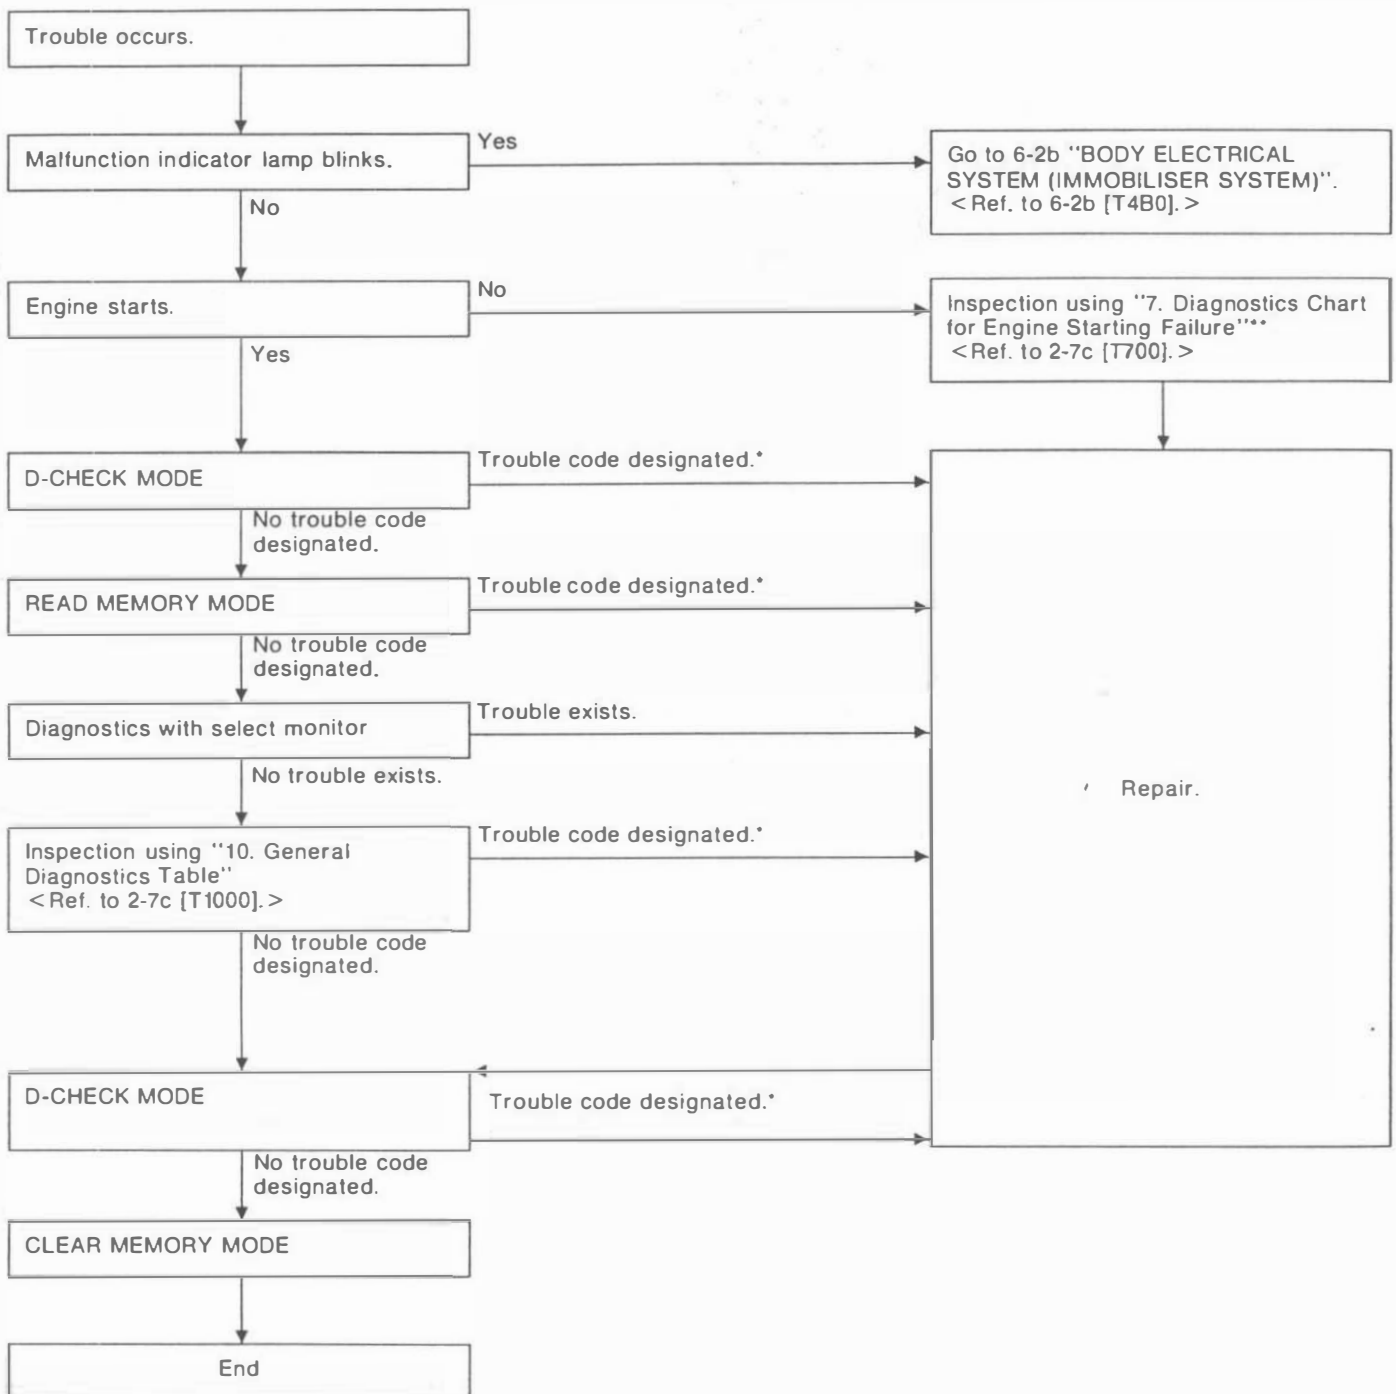 Trouble occurs.
Malfunction indicator lamp blinks.
Yes
Go to 6-2b "BODY ELECTRICAL
SYSTEM (IMMOBILISER SYSTEM)".
<Ref. to 6-2b [T4B0].>
No
Engine starts.
No
Inspection using "7. Diagnostics Chart
for Engine Starting Failure"**
<Ref. to 2-7c [T700].>
Yes
D-CHECK MODE
Trouble code designated.*
No trouble code
designated.
READ MEMORY MODE
Trouble code designated.*
No trouble code
designated.
Diagnostics with select monitor
Trouble exists.
No trouble exists.
Repair.
Inspection using "10. General
Diagnostics Table"
<Ref. to 2-7c [T1000].>
Trouble code designated.*
No trouble code
designated.
D-CHECK MODE
Trouble code designated.*
No trouble code
designated.
CLEAR MEMORY MODE
End